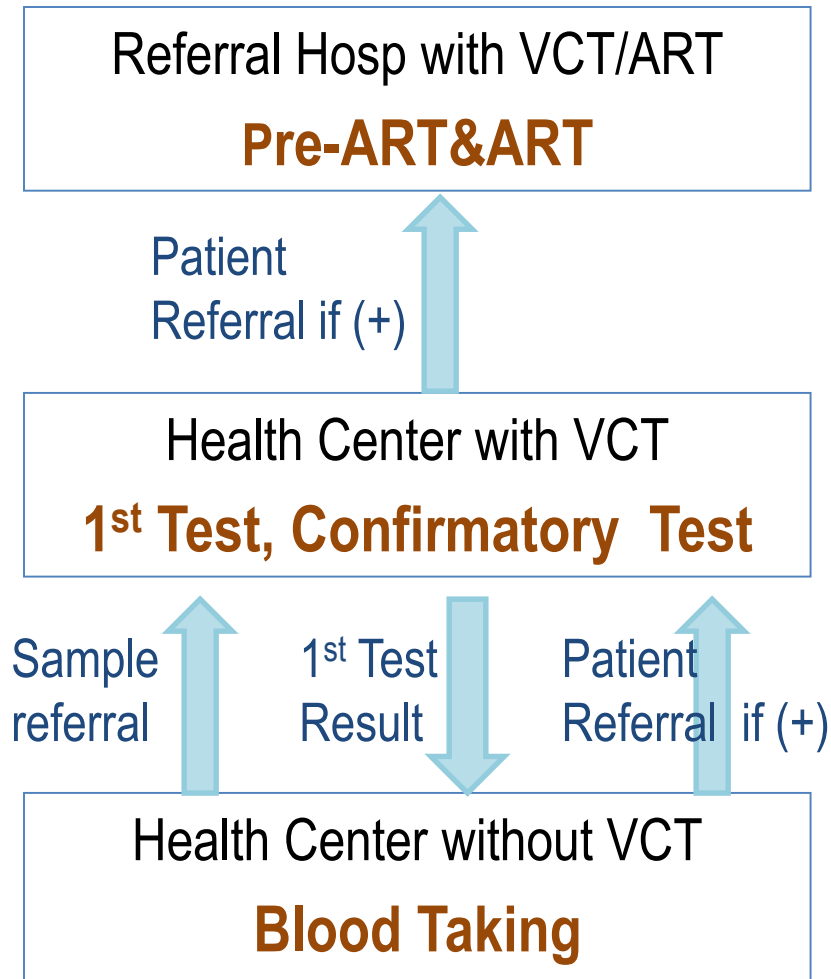 Referral Hosp with VCT/ART
Pre-ART&ART
Patient
Referral if (+)
Health Center with VCT
1st Test, Confirmatory Test
Sample
referral
1st Test
Result
Patient
Referral if (+)
Health Center without VCT
Blood Taking